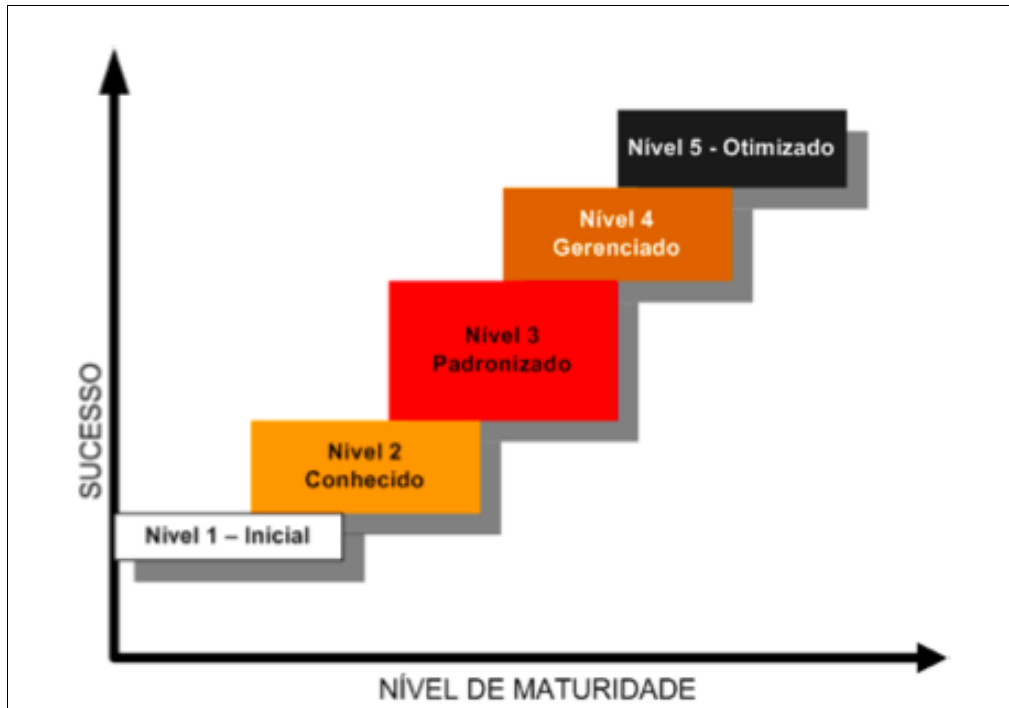 Nível 5 - Otimizado
Nível 4
Gerenciado
Nível 3
Padronizado
Nível 2
Conhecido
Nível 1 – Inicial
SUCESSO
NÍVEL DE MATURIDADE